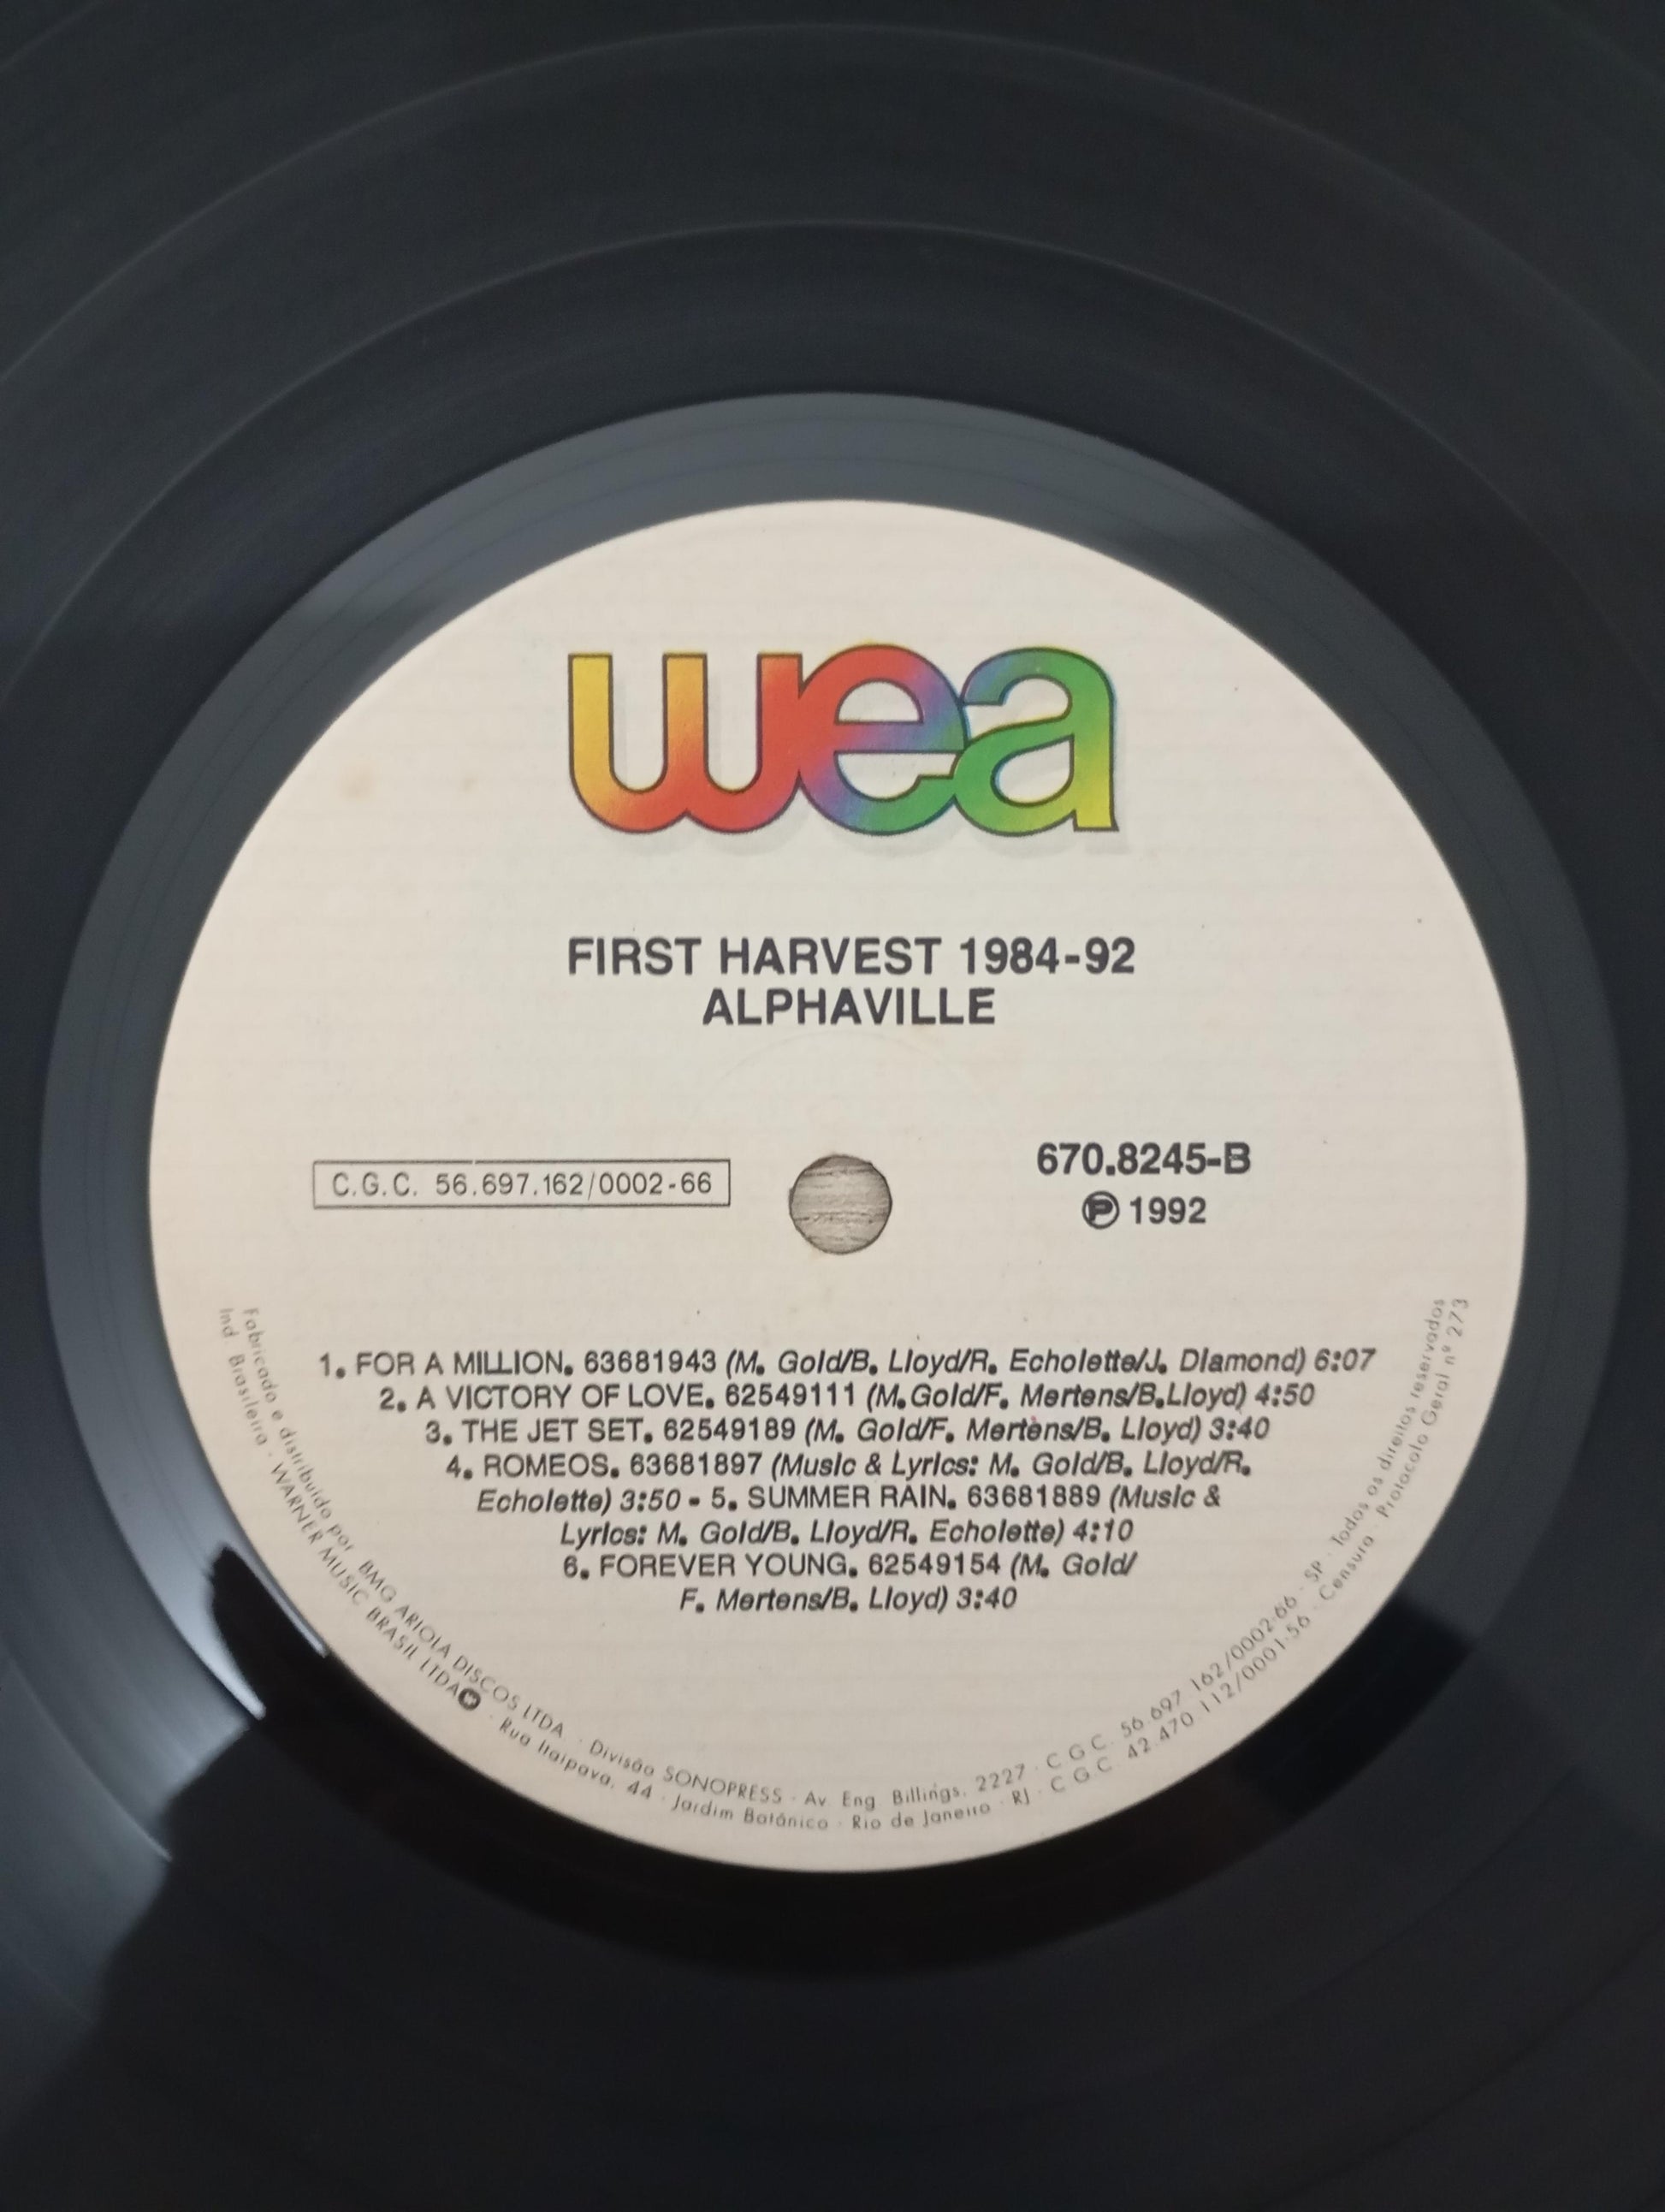 wea
FIRST HARVEST 1984-92
ALPHAVILLE
C.G.C. 56.697.162/0002-66
670.8245-B
Ⓟ 1992
1. FOR A MILLION. 63681943 (M. Gold/B. Lloyd/R. Echolette/J. Diamond) 6:07
2. A VICTORY OF LOVE. 62549111 (M.Gold/F. Mertens/B.Lloyd) 4:50
3. THE JET SET. 62549189 (M. Gold/F. Mertens/B. Lloyd) 3:40
4. ROMEOS. 63681897 (Music & Lyrics: M. Gold/B. Lloyd/R.
Echolette) 3:50 - 5. SUMMER RAIN. 63681889 (Music &
Lyrics: M. Gold/B. Lloyd/R. Echolette) 4:10
6. FOREVER YOUNG. 62549154 (M. Gold/
F. Mertens/B. Lloyd) 3:40
Fabricado e distribuído por BMG ARIOLA DISCOS LTDA · Divisão SONOPRESS · Av. Eng. Billings, 2227 · C G C. 56.697 162/0002-66 · SP · Todos os direitos reservados
Ind. Brasileira · WARNER MUSIC BRASIL LTDA · Rua Itaipava, 44 · Jardim Botânico · Rio de Janeiro · RJ · C G C. 42.470 112/0001-56 · Censura · Protocolo Geral nº 273